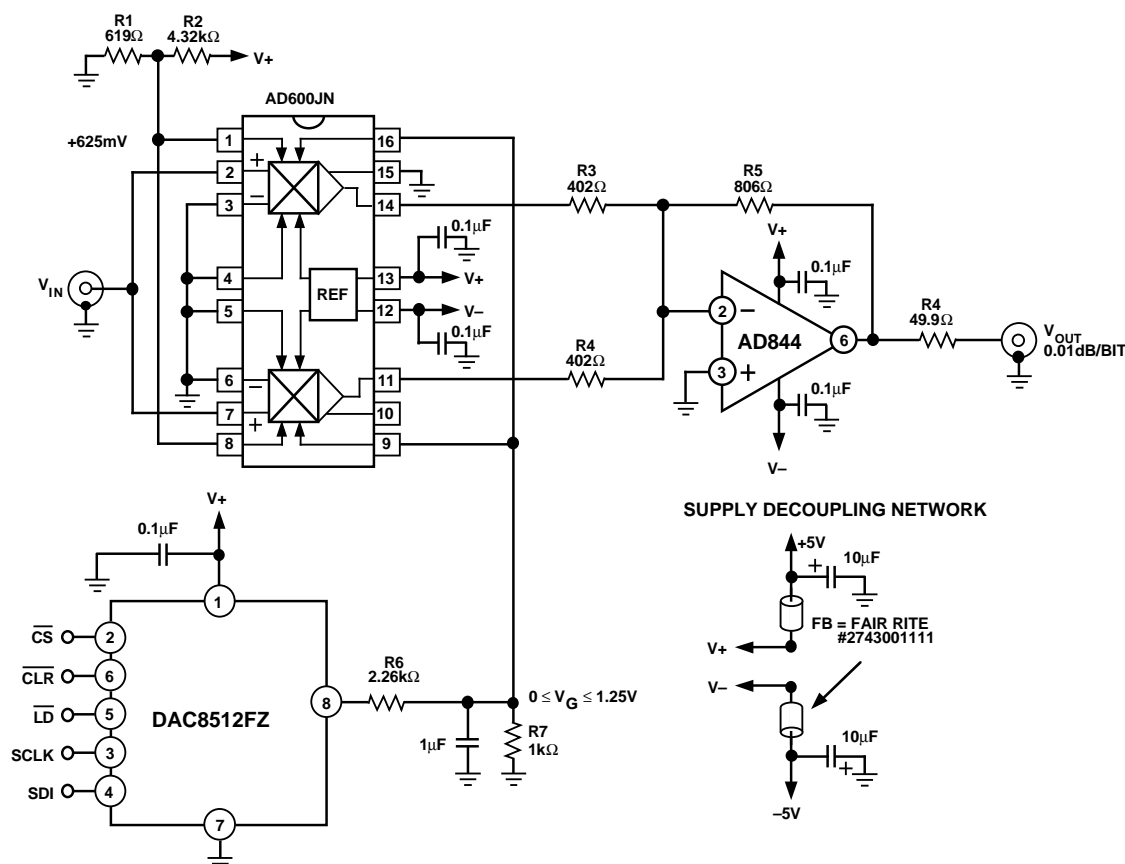 R1
619Ω
R2
4.32kΩ
V+
AD600JN
+625mV
1
16
2
+
15
3
–
14
4
13
REF
5
12
6
–
11
7
+
10
8
9
V IN
0.1μF
V+
V–
0.1μF
R3
402Ω
R4
402Ω
R5
806Ω
V+
0.1μF
2
–
AD844
6
3
+
0.1μF
V–
R4
49.9Ω
V OUT
0.01dB/BIT
V+
0.1μF
1
CS
2
CLR
6
LD
5
SCLK
3
SDI
4
DAC8512FZ
8
7
R6
2.26kΩ
0 ≤ V G ≤ 1.25V
1μF
R7
1kΩ
SUPPLY DECOUPLING NETWORK
+5V
+
10μF
FB = FAIR RITE
#2743001111
V+
V–
10μF
+
–5V